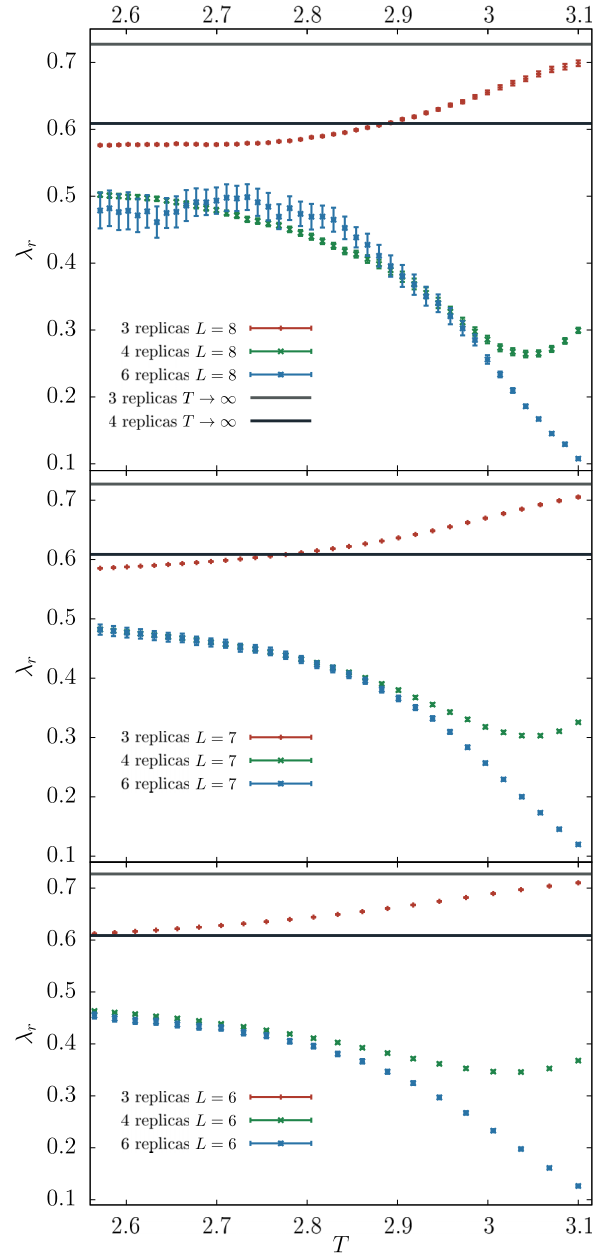 2.6 2.7 2.8 2.9 3 3.1
0.7
0.6
0.5
0.4
0.3
0.2
0.1
λr
3 replicas L = 8
4 replicas L = 8
6 replicas L = 8
3 replicas T → ∞
4 replicas T → ∞
0.7
0.6
0.5
0.4
0.3
0.2
0.1
λr
3 replicas L = 7
4 replicas L = 7
6 replicas L = 7
0.7
0.6
0.5
0.4
0.3
0.2
0.1
λr
3 replicas L = 6
4 replicas L = 6
6 replicas L = 6
2.6 2.7 2.8 2.9 3 3.1
T